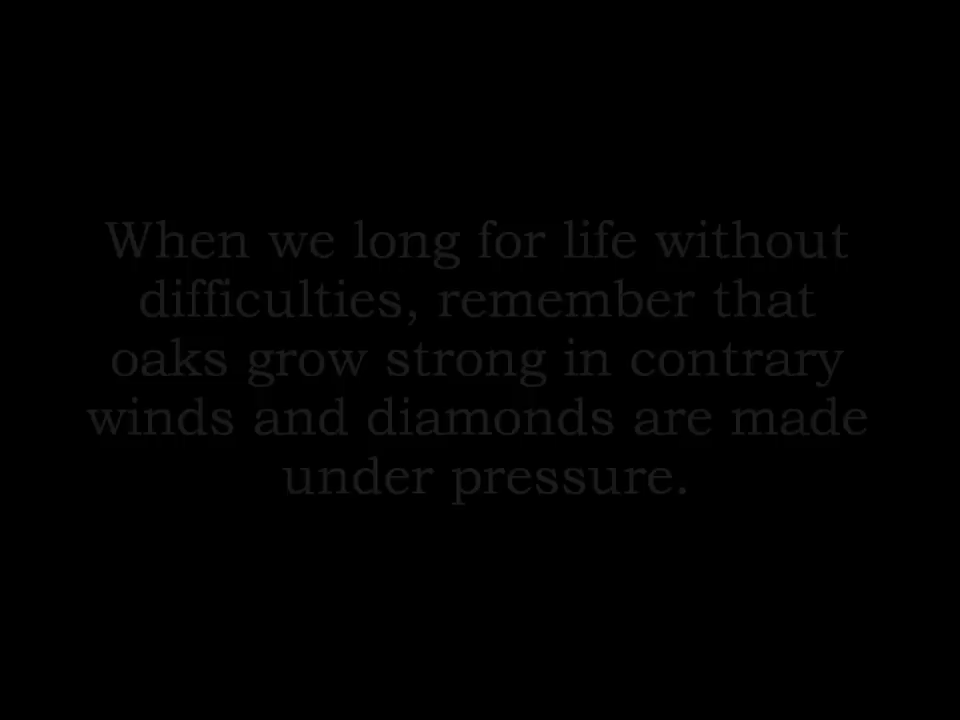 When we long for life without
difficulties, remember that
oaks grow strong in contrary
winds and diamonds are made
under pressure.